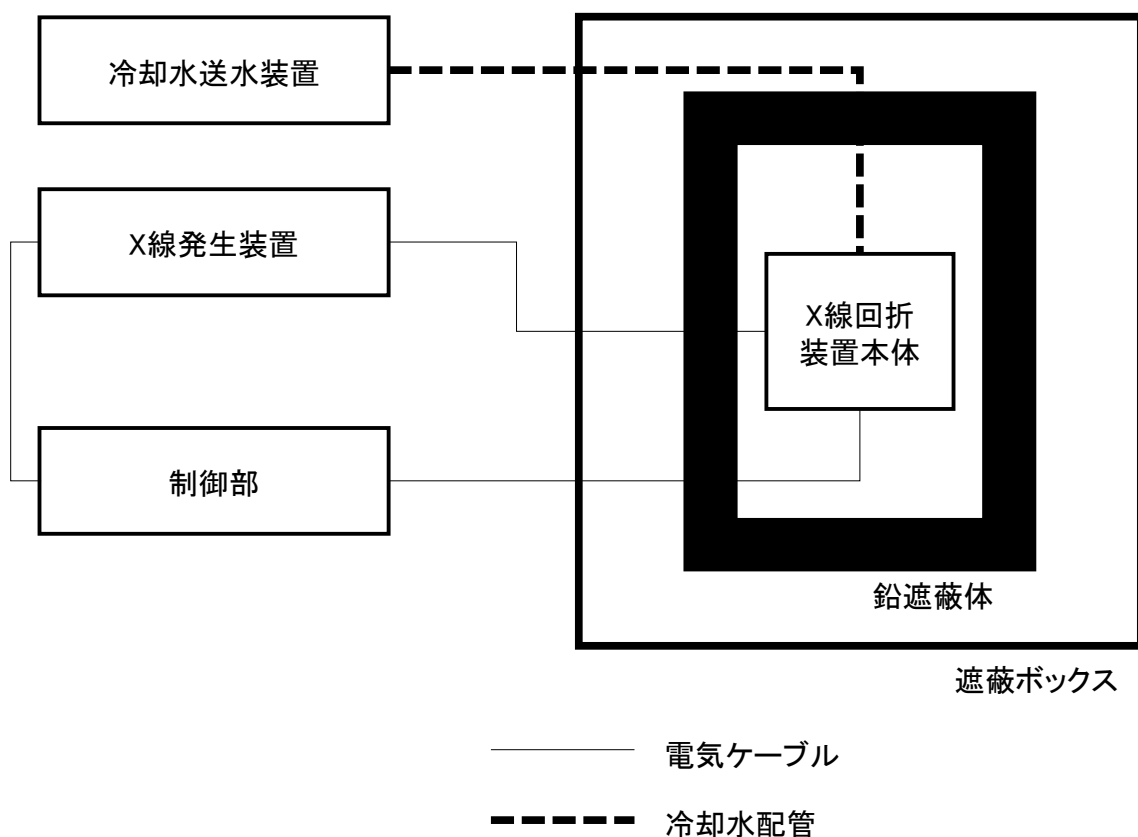 冷却水送水装置
X線発生装置
X線回折
装置本体
制御部
鉛遮蔽体
遮蔽ボックス
電気ケーブル
冷却水配管